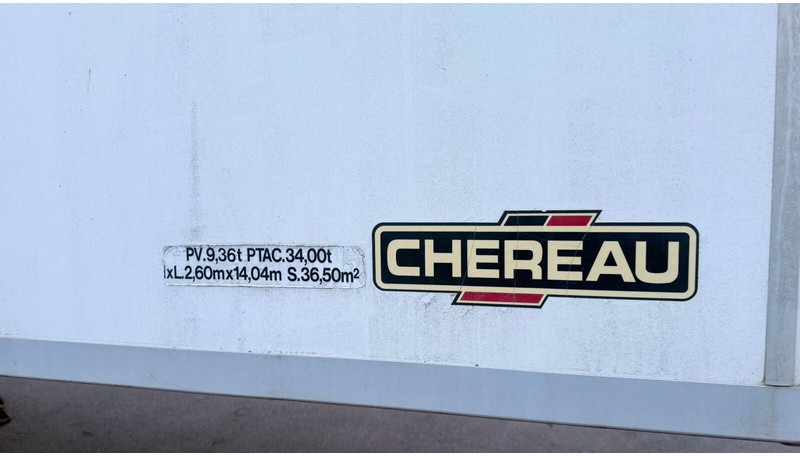 PV.9,36t PTAC.34,00t
lxL.2,60mx14,04m S.36,50m²
CHEREAU